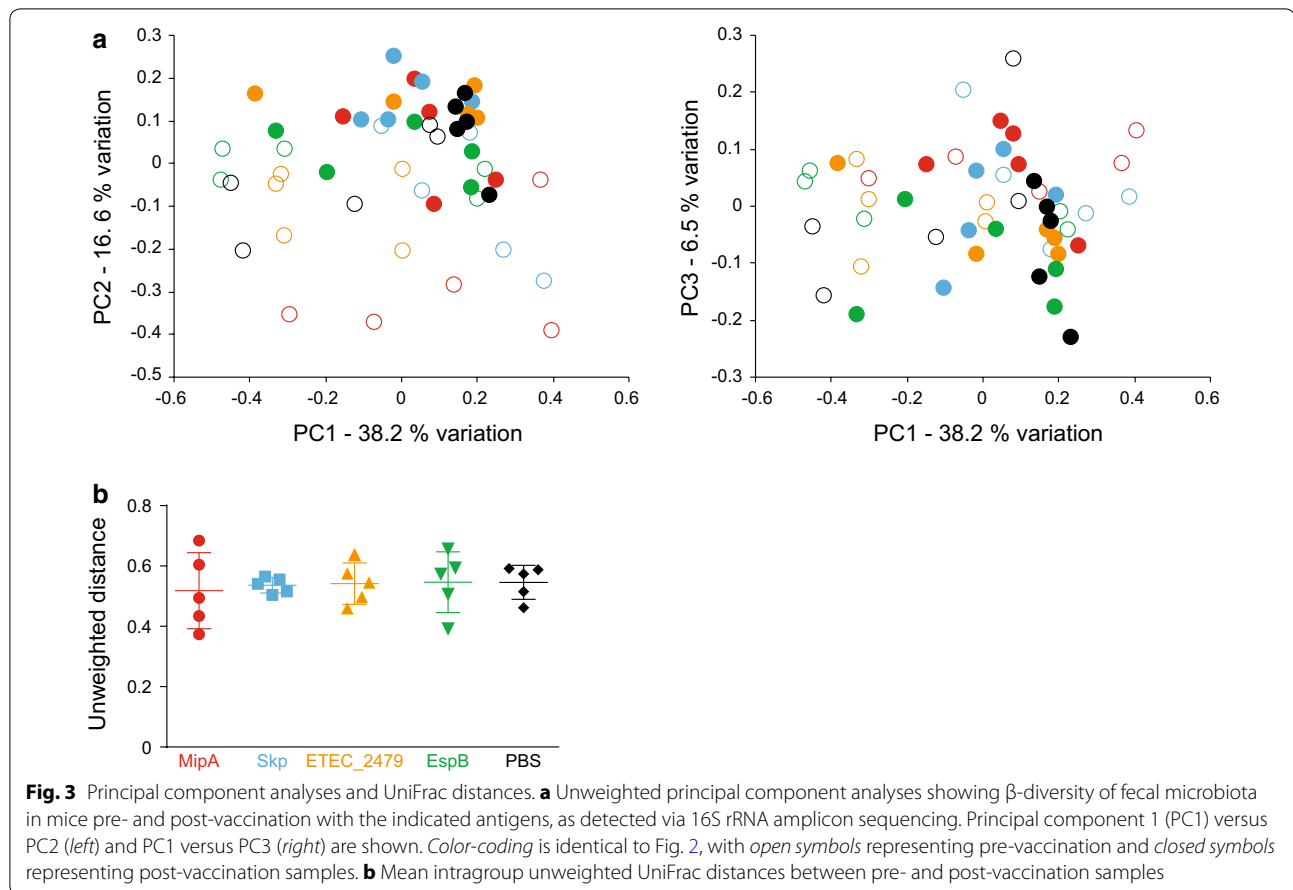 a
0.3
0.2
0.1
0
-0.1
-0.2
-0.3
-0.4
-0.5
PC2 - 16. 6 % variation
-0.6 -0.4 -0.2 0 0.2 0.4 0.6
PC1 - 38.2 % variation
0.3
0.2
0.1
0
-0.1
-0.2
-0.3
PC3 - 6.5 % variation
-0.6 -0.4 -0.2 0 0.2 0.4 0.6
PC1 - 38.2 % variation
b
0.8
0.6
0.4
0.2
0
Unweighted distance
MipA Skp ETEC_2479 EspB PBS
Fig. 3 Principal component analyses and UniFrac distances. a Unweighted principal component analyses showing β-diversity of fecal microbiota
in mice pre- and post-vaccination with the indicated antigens, as detected via 16S rRNA amplicon sequencing. Principal component 1 (PC1) versus
PC2 (left) and PC1 versus PC3 (right) are shown. Color-coding is identical to Fig. 2, with open symbols representing pre-vaccination and closed symbols
representing post-vaccination samples. b Mean intragroup unweighted UniFrac distances between pre- and post-vaccination samples